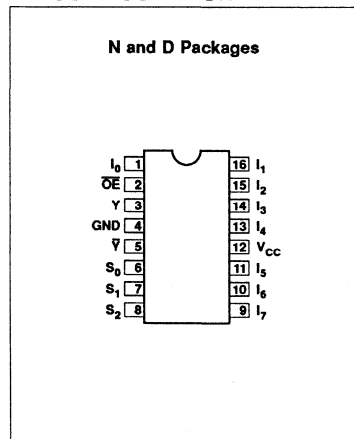 N and D Packages
I0 1 16 I1
OE 2 15 I2
Y 3 14 I3
GND 4 13 I4
Y 5 12 VCC
S0 6 11 I5
S1 7 10 I6
S2 8 9 I7